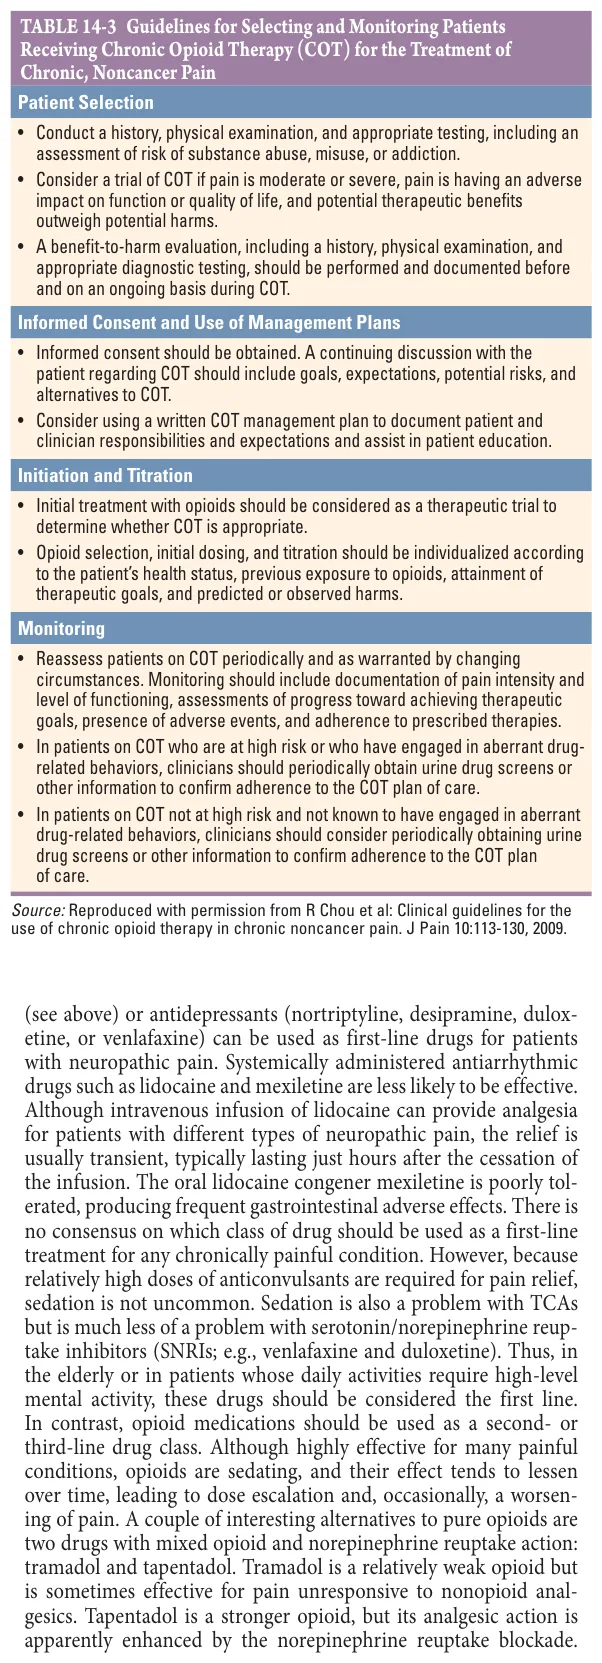 TABLE 14-3 Guidelines for Selecting and Monitoring Patients
Receiving Chronic Opioid Therapy (COT) for the Treatment of
Chronic, Noncancer Pain
Patient Selection
• Conduct a history, physical examination, and appropriate testing, including an
assessment of risk of substance abuse, misuse, or addiction.
• Consider a trial of COT if pain is moderate or severe, pain is having an adverse
impact on function or quality of life, and potential therapeutic benefits
outweigh potential harms.
• A benefit-to-harm evaluation, including a history, physical examination, and
appropriate diagnostic testing, should be performed and documented before
and on an ongoing basis during COT.
Informed Consent and Use of Management Plans
• Informed consent should be obtained. A continuing discussion with the
patient regarding COT should include goals, expectations, potential risks, and
alternatives to COT.
• Consider using a written COT management plan to document patient and
clinician responsibilities and expectations and assist in patient education.
Initiation and Titration
• Initial treatment with opioids should be considered as a therapeutic trial to
determine whether COT is appropriate.
• Opioid selection, initial dosing, and titration should be individualized according
to the patient's health status, previous exposure to opioids, attainment of
therapeutic goals, and predicted or observed harms.
Monitoring
• Reassess patients on COT periodically and as warranted by changing
circumstances. Monitoring should include documentation of pain intensity and
level of functioning, assessments of progress toward achieving therapeutic
goals, presence of adverse events, and adherence to prescribed therapies.
• In patients on COT who are at high risk or who have engaged in aberrant drug-
related behaviors, clinicians should periodically obtain urine drug screens or
other information to confirm adherence to the COT plan of care.
• In patients on COT not at high risk and not known to have engaged in aberrant
drug-related behaviors, clinicians should consider periodically obtaining urine
drug screens or other information to confirm adherence to the COT plan
of care.
Source: Reproduced with permission from R Chou et al: Clinical guidelines for the
use of chronic opioid therapy in chronic noncancer pain. J Pain 10:113-130, 2009.
(see above) or antidepressants (nortriptyline, desipramine, dulox-
etine, or venlafaxine) can be used as first-line drugs for patients
with neuropathic pain. Systemically administered antiarrhythmic
drugs such as lidocaine and mexiletine are less likely to be effective.
Although intravenous infusion of lidocaine can provide analgesia
for patients with different types of neuropathic pain, the relief is
usually transient, typically lasting just hours after the cessation of
the infusion. The oral lidocaine congener mexiletine is poorly tol-
erated, producing frequent gastrointestinal adverse effects. There is
no consensus on which class of drug should be used as a first-line
treatment for any chronically painful condition. However, because
relatively high doses of anticonvulsants are required for pain relief,
sedation is not uncommon. Sedation is also a problem with TCAs
but is much less of a problem with serotonin/norepinephrine reup-
take inhibitors (SNRIs; e.g., venlafaxine and duloxetine). Thus, in
the elderly or in patients whose daily activities require high-level
mental activity, these drugs should be considered the first line.
In contrast, opioid medications should be used as a second- or
third-line drug class. Although highly effective for many painful
conditions, opioids are sedating, and their effect tends to lessen
over time, leading to dose escalation and, occasionally, a worsen-
ing of pain. A couple of interesting alternatives to pure opioids are
two drugs with mixed opioid and norepinephrine reuptake action:
tramadol and tapentadol. Tramadol is a relatively weak opioid but
is sometimes effective for pain unresponsive to nonopioid anal-
gesics. Tapentadol is a stronger opioid, but its analgesic action is
apparently enhanced by the norepinephrine reuptake blockade.